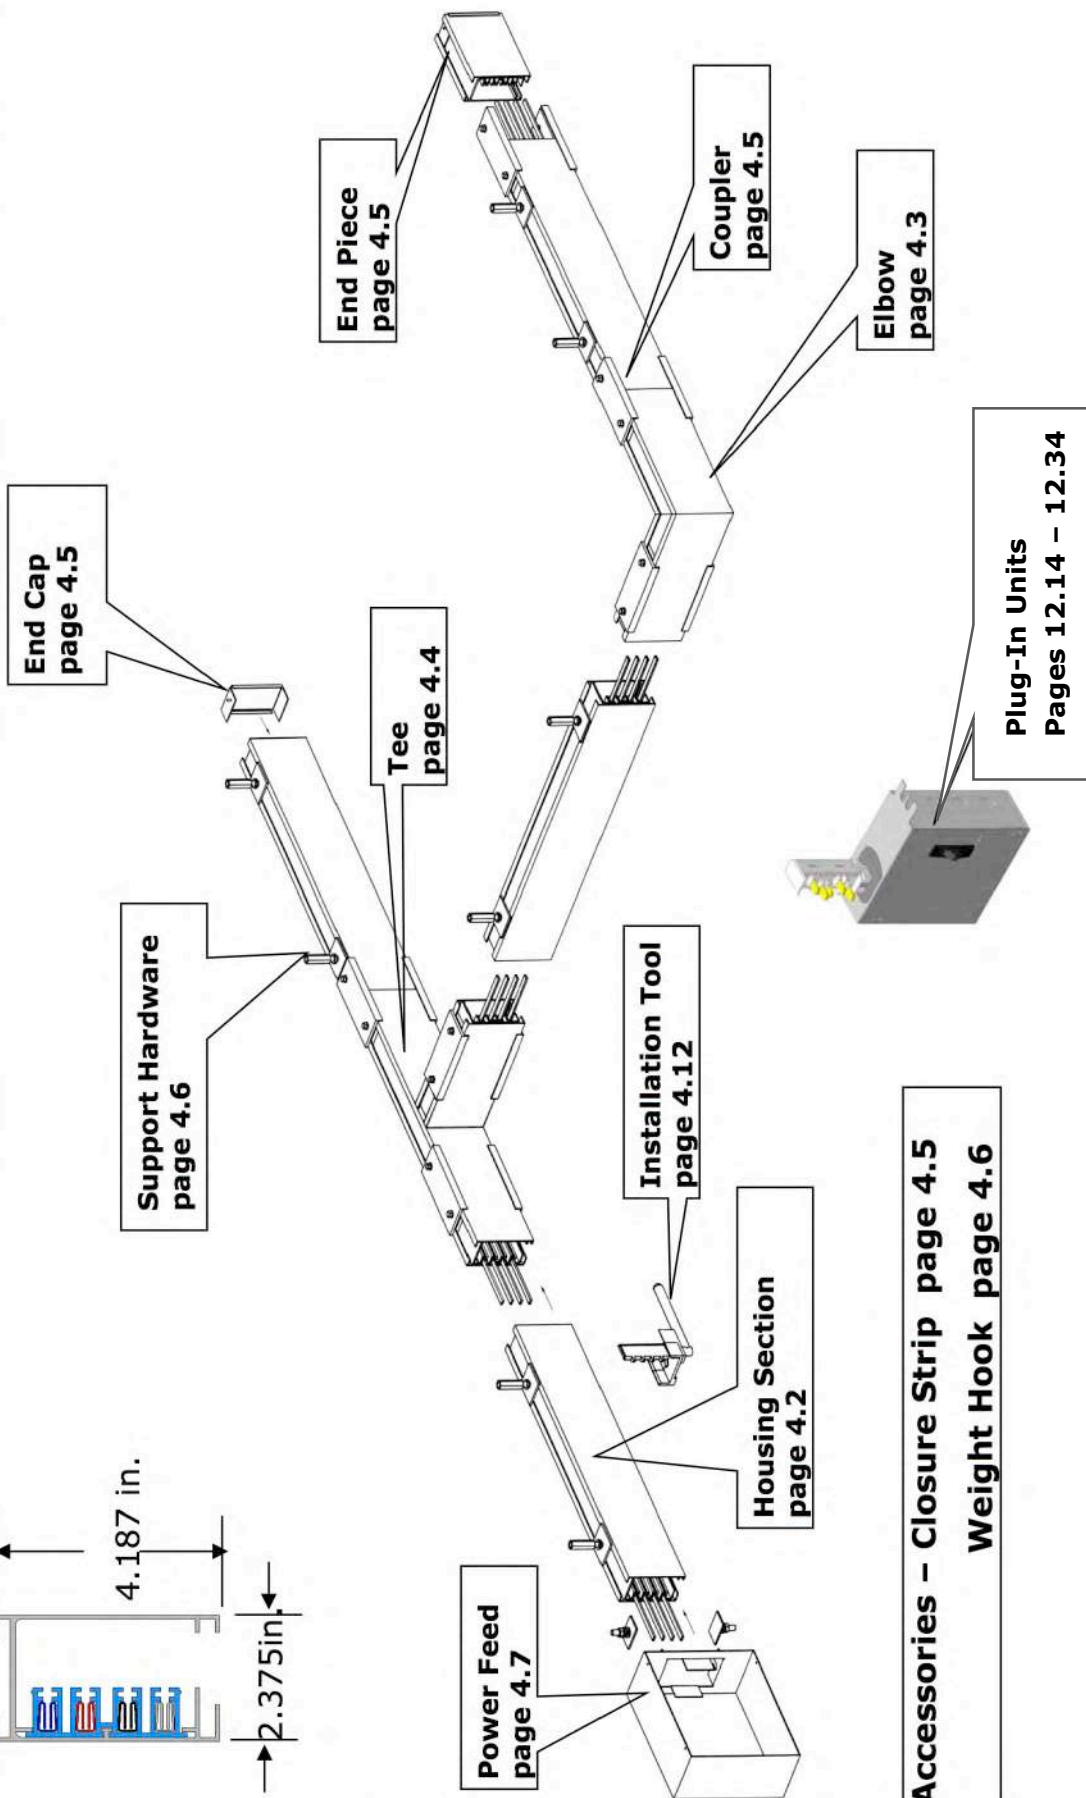 End Cap
page 4.5
End Piece
page 4.5
Support Hardware
page 4.6
Tee
page 4.4
Coupler
page 4.5
Elbow
page 4.3
4.187 in.
2.375in.
Power Feed
page 4.7
Housing Section
page 4.2
Installation Tool
page 4.12
Plug-In Units
Pages 12.14 – 12.34
Accessories – Closure Strip page 4.5
Weight Hook page 4.6